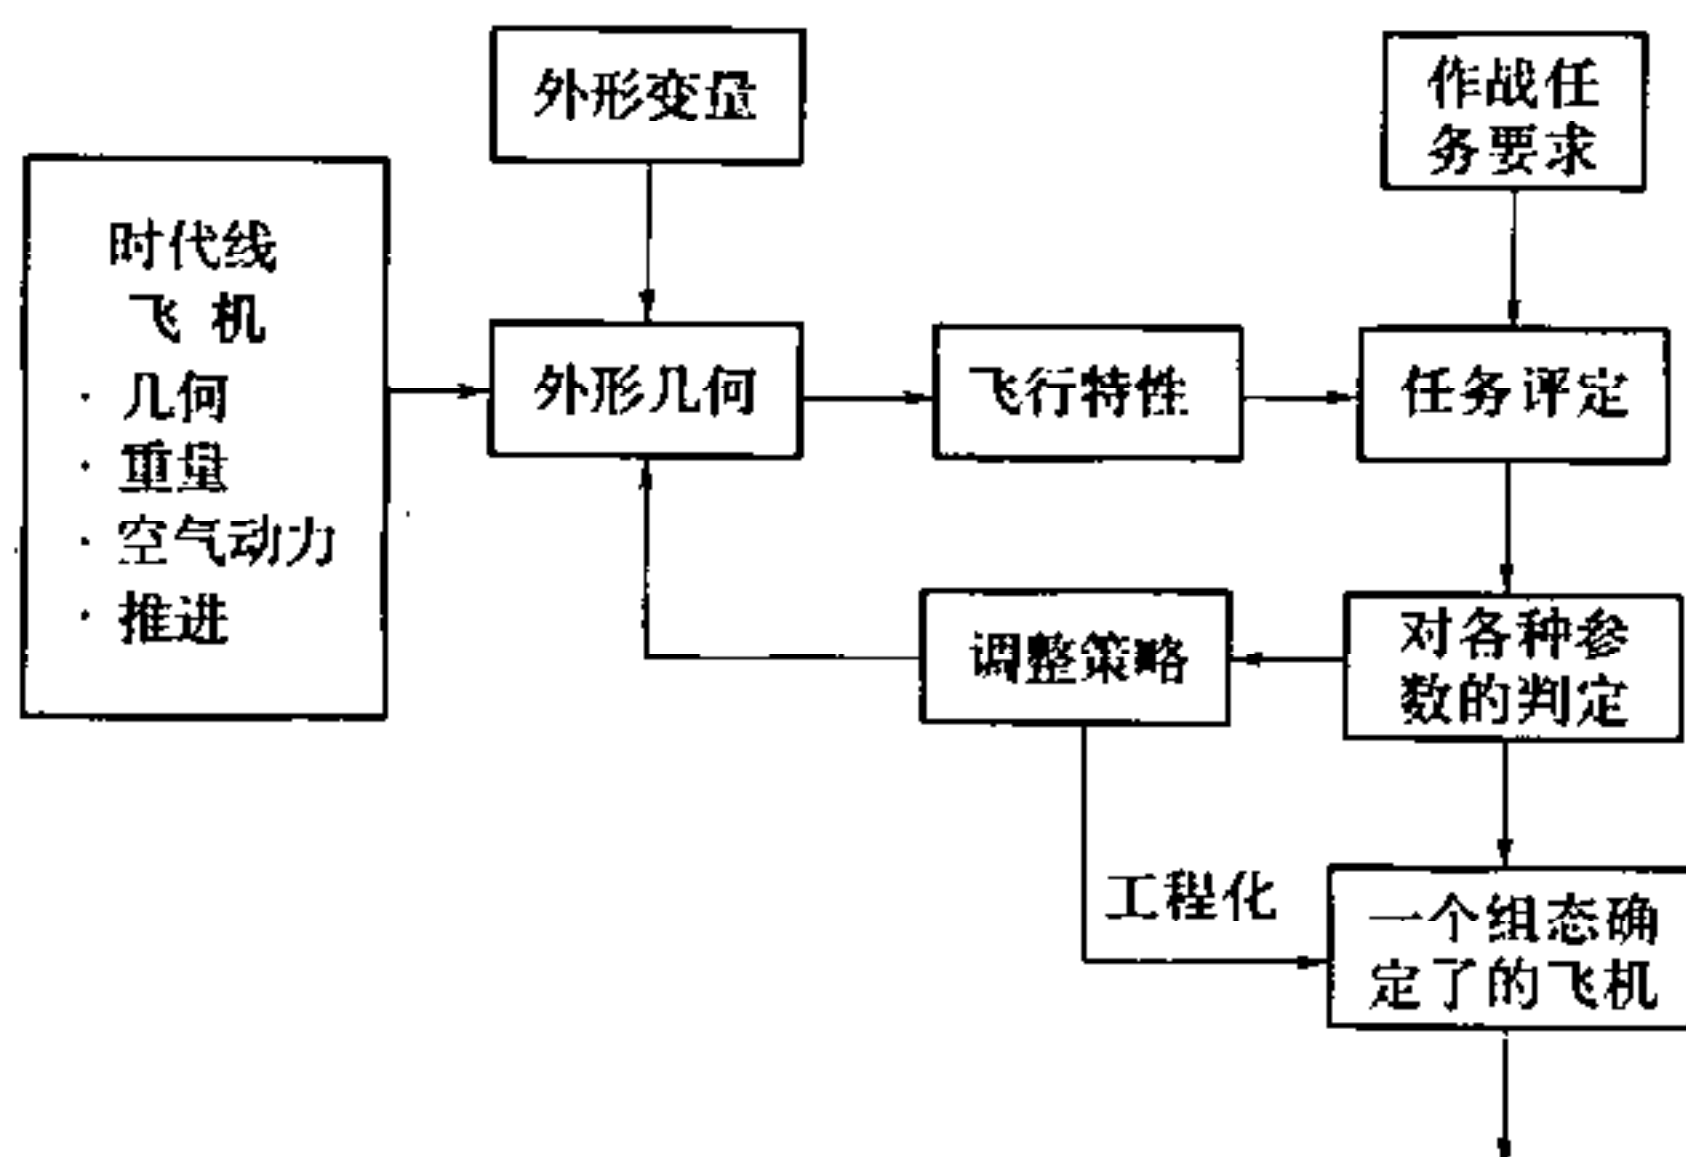 外形变量
作战任
务要求
时代线
飞 机
· 几何
· 重量
· 空气动力
· 推进
外形几何
飞行特性
任务评定
调整策略
对各种参
数的判定
工程化
一个组态确
定了的飞机